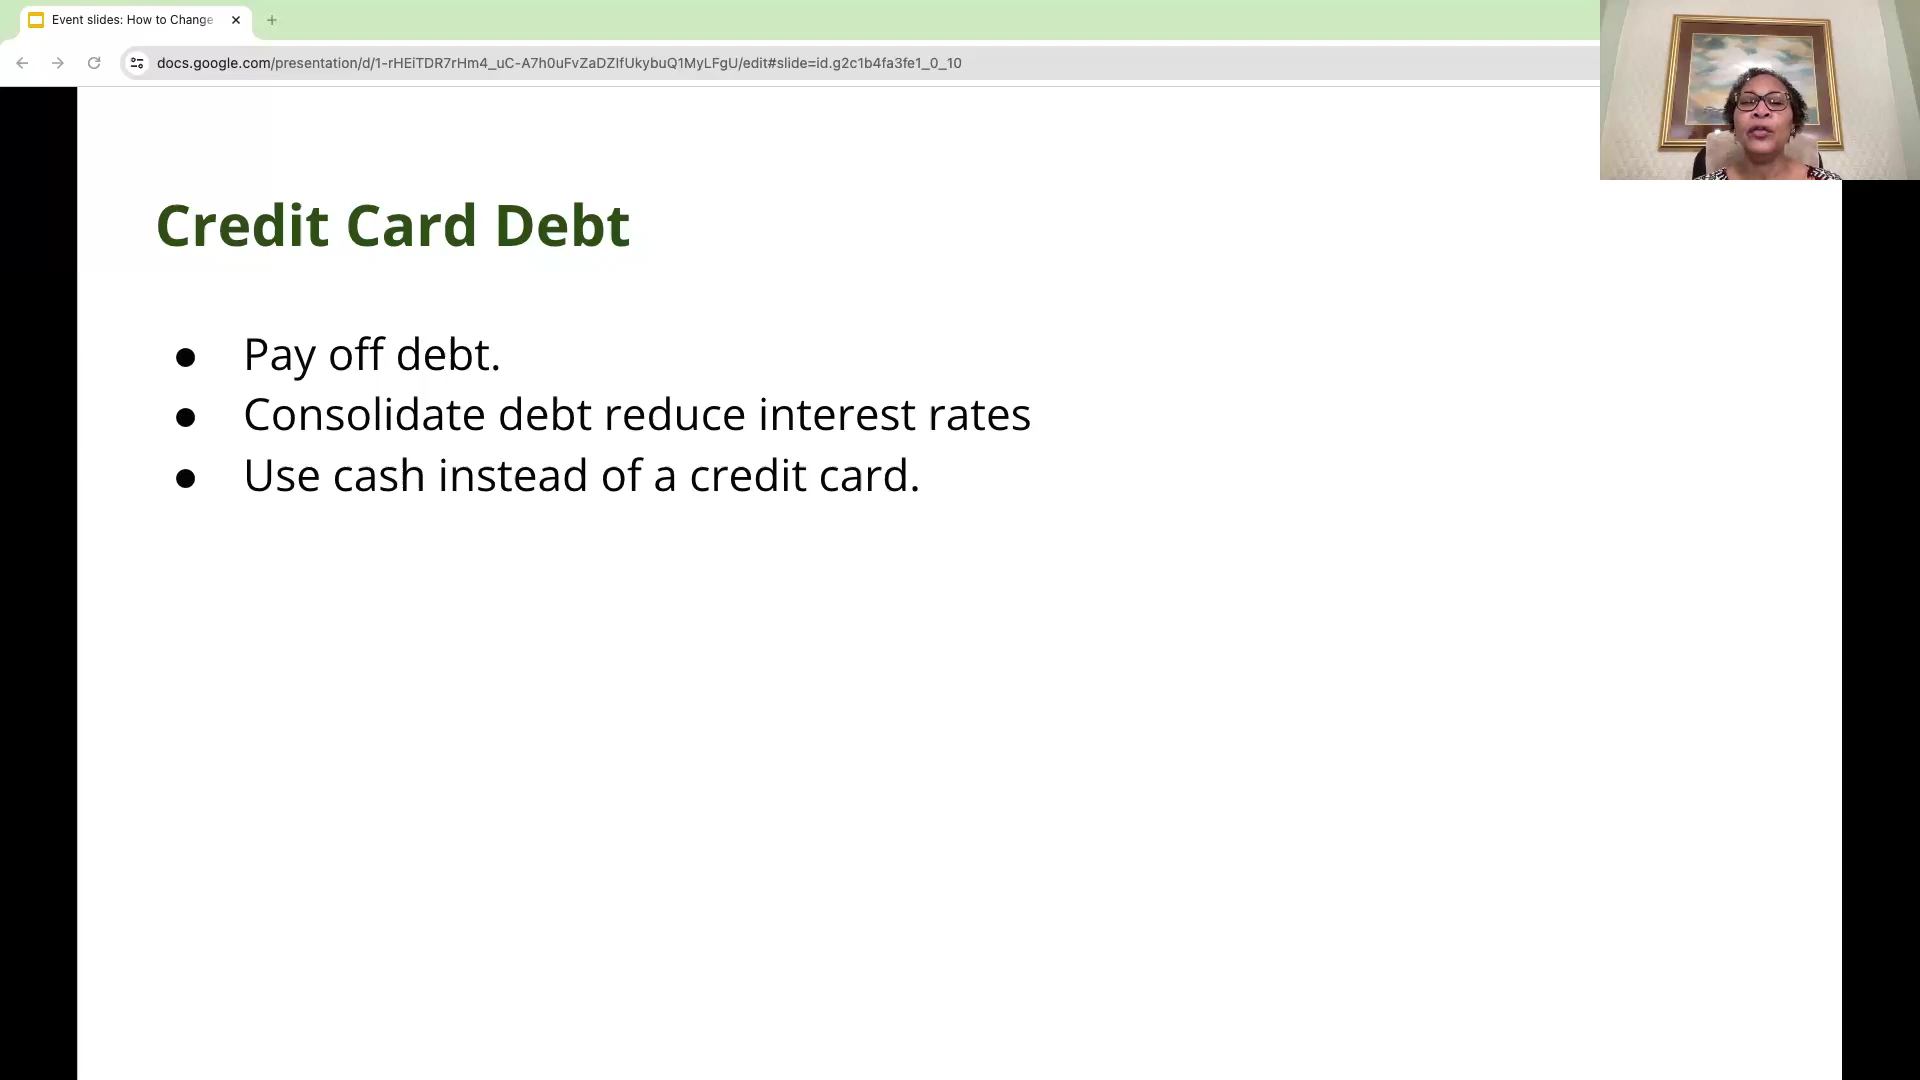 Event slides: How to Change
docs.google.com/presentation/d/1-rHEiTDR7rHm4_uC-A7h0uFvZaDZIfUkybuQ1MyLFgU/edit#slide=id.g2c1b4fa3fe1_0_10
Credit Card Debt
● Pay off debt.
● Consolidate debt reduce interest rates
● Use cash instead of a credit card.